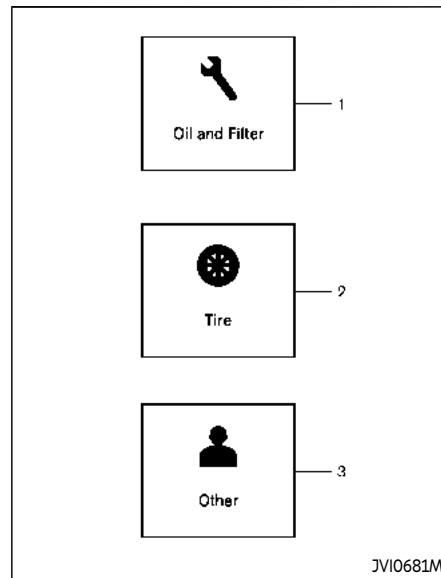 Oil and Filter
1
Tire
2
Other
3
JVI0681M